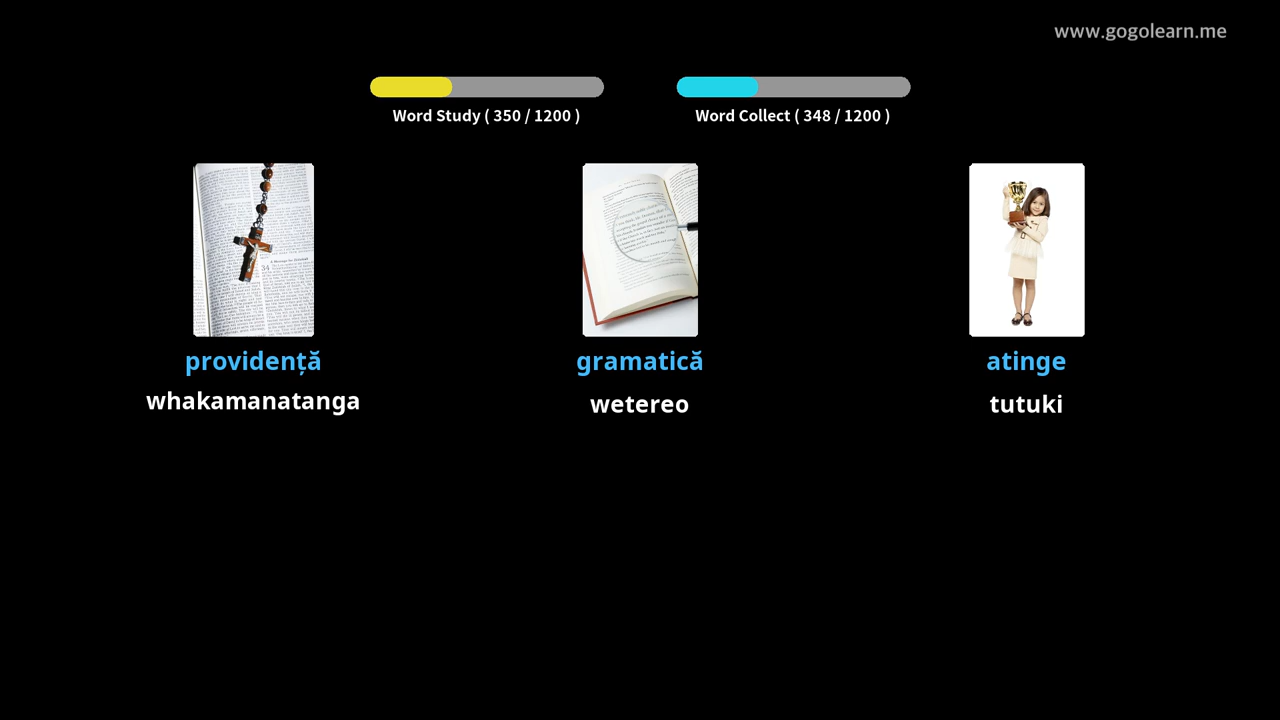 www.gogolearn.me
Word Study ( 350 / 1200 )
Word Collect ( 348 / 1200 )
providență
gramatică
atinge
whakamanatanga
wetereo
tutuki